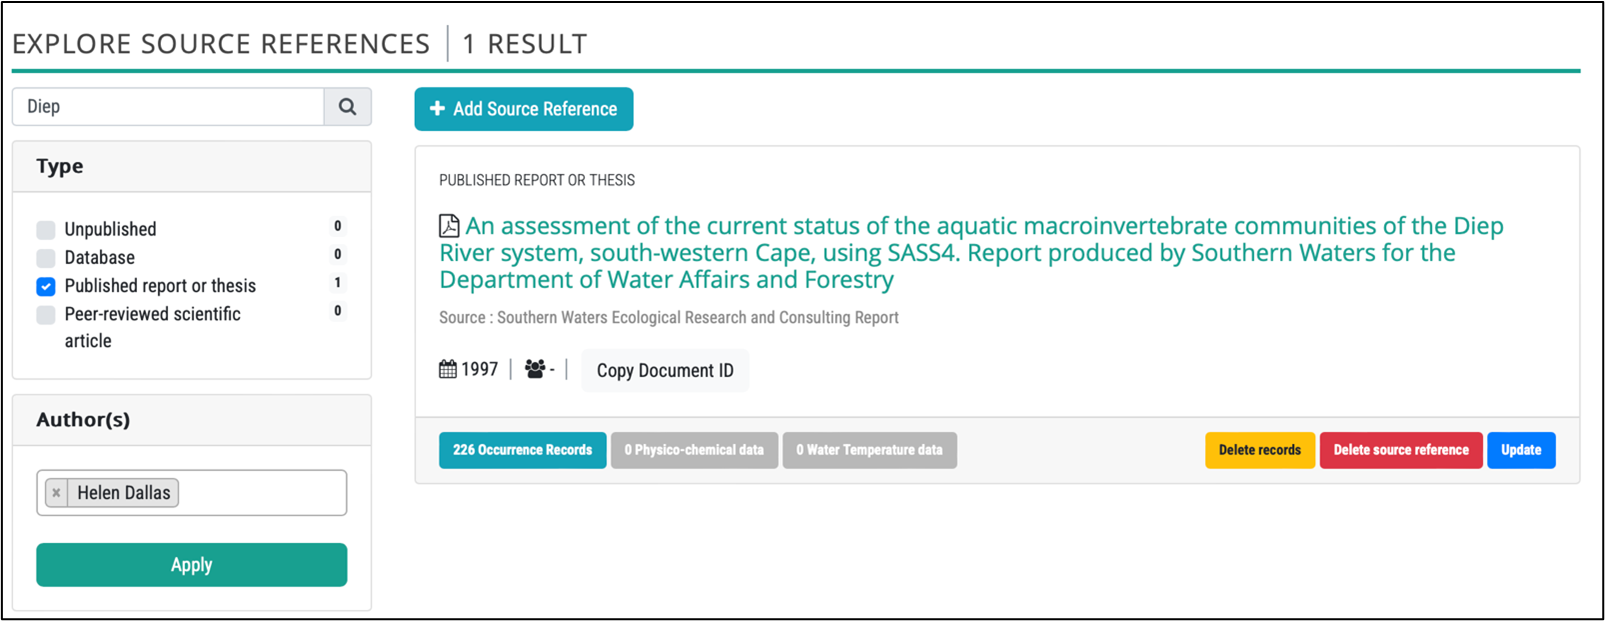 EXPLORE SOURCE REFERENCES | 1 RESULT
Diep
+ Add Source Reference
Type
Unpublished 0
Database 0
Published report or thesis 1
Peer-reviewed scientific 0
article
Author(s)
× Helen Dallas
Apply
PUBLISHED REPORT OR THESIS
An assessment of the current status of the aquatic macroinvertebrate communities of the Diep
River system, south-western Cape, using SASS4. Report produced by Southern Waters for the
Department of Water Affairs and Forestry
Source : Southern Waters Ecological Research and Consulting Report
1997 | - | Copy Document ID
226 Occurrence Records 0 Physico-chemical data 0 Water Temperature data Delete records Delete source reference Update